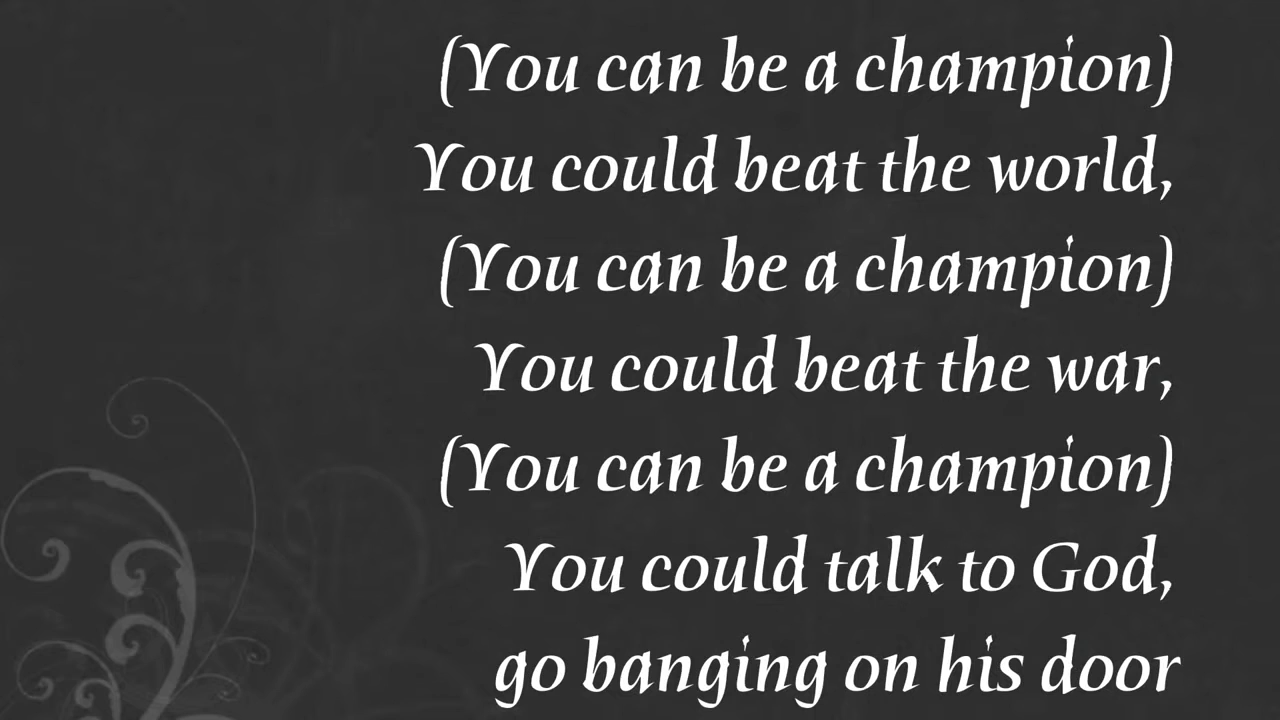 (You can be a champion)
You could beat the world,
(You can be a champion)
You could beat the war,
(You can be a champion)
You could talk to God,
go banging on his door